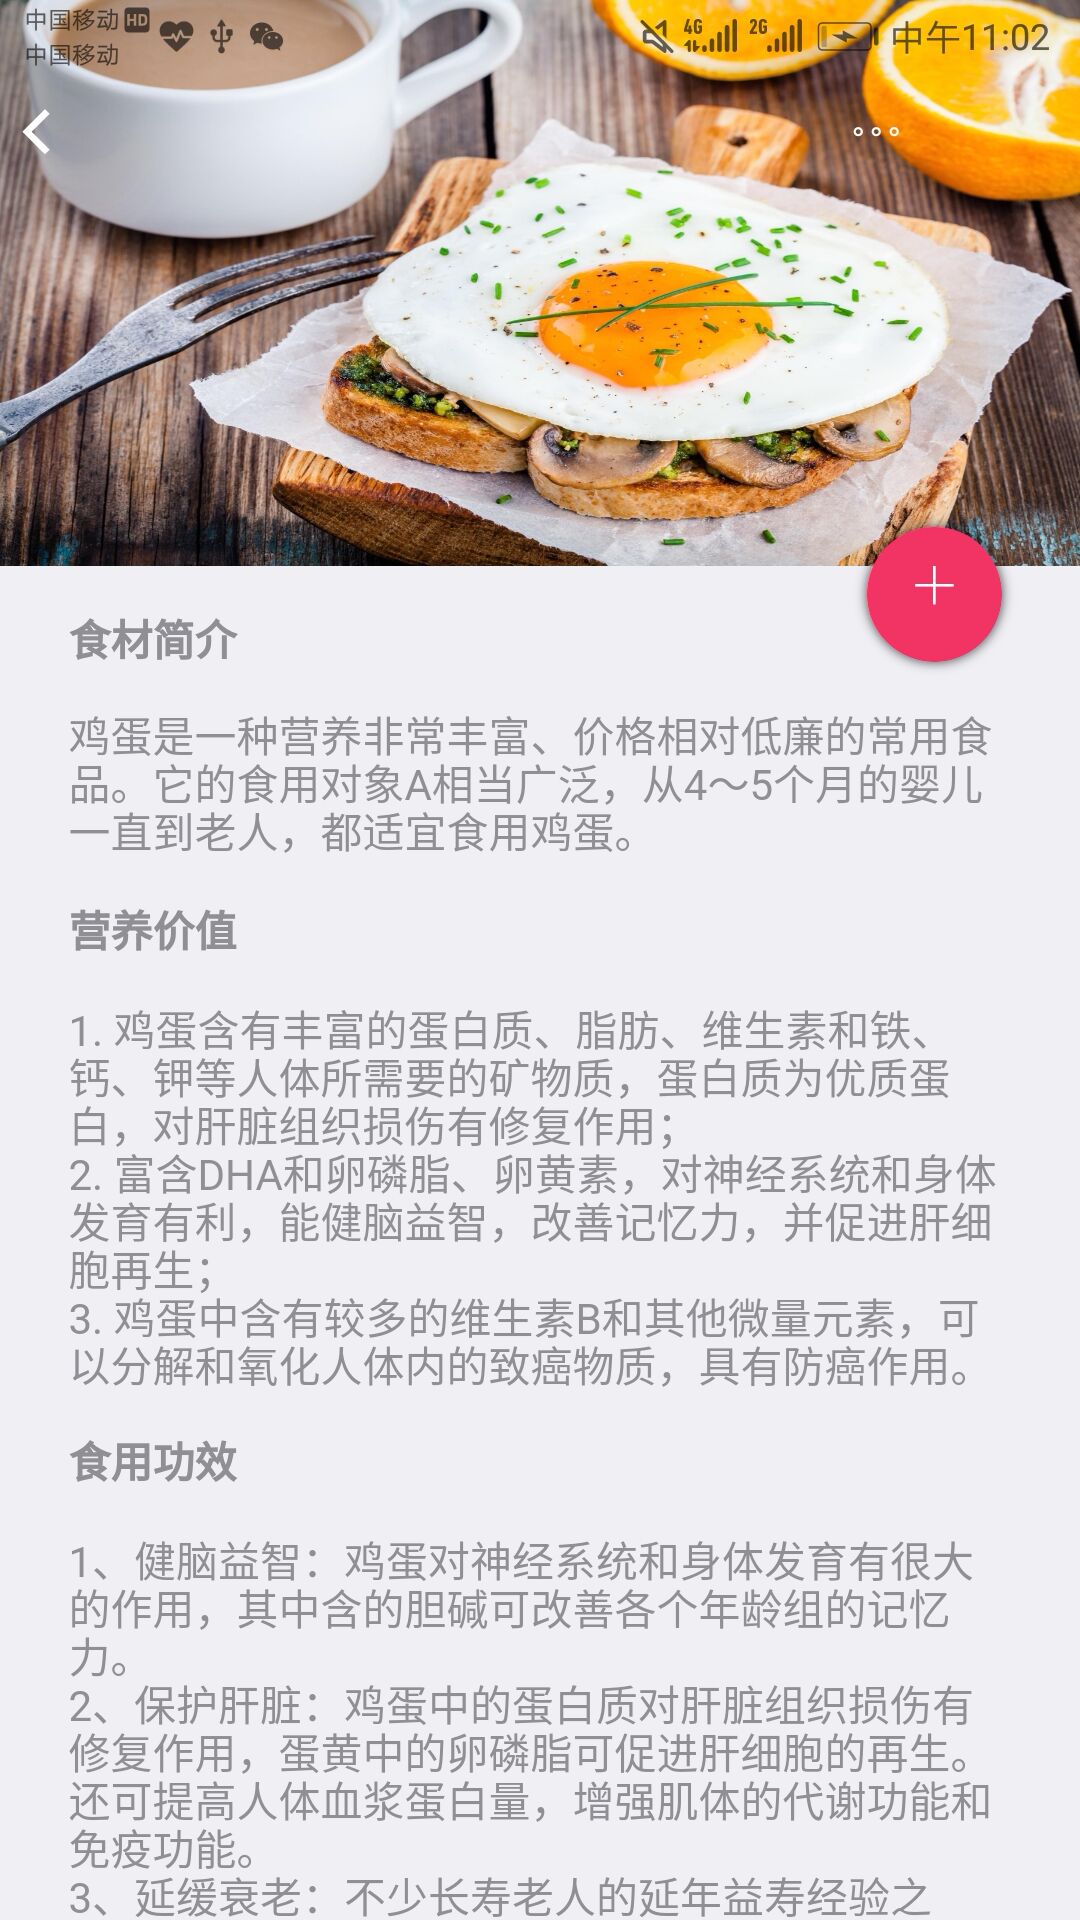 中国移动 HD
中国移动
4G 2G 中午11:02
食材简介
鸡蛋是一种营养非常丰富、价格相对低廉的常用食
品。它的食用对象A相当广泛，从4～5个月的婴儿
一直到老人，都适宜食用鸡蛋。
营养价值
1. 鸡蛋含有丰富的蛋白质、脂肪、维生素和铁、
钙、钾等人体所需要的矿物质，蛋白质为优质蛋
白，对肝脏组织损伤有修复作用；
2. 富含DHA和卵磷脂、卵黄素，对神经系统和身体
发育有利，能健脑益智，改善记忆力，并促进肝细
胞再生；
3. 鸡蛋中含有较多的维生素B和其他微量元素，可
以分解和氧化人体内的致癌物质，具有防癌作用。
食用功效
1、健脑益智：鸡蛋对神经系统和身体发育有很大
的作用，其中含的胆碱可改善各个年龄组的记忆
力。
2、保护肝脏：鸡蛋中的蛋白质对肝脏组织损伤有
修复作用，蛋黄中的卵磷脂可促进肝细胞的再生。
还可提高人体血浆蛋白量，增强肌体的代谢功能和
免疫功能。
3、延缓衰老：不少长寿老人的延年益寿经验之